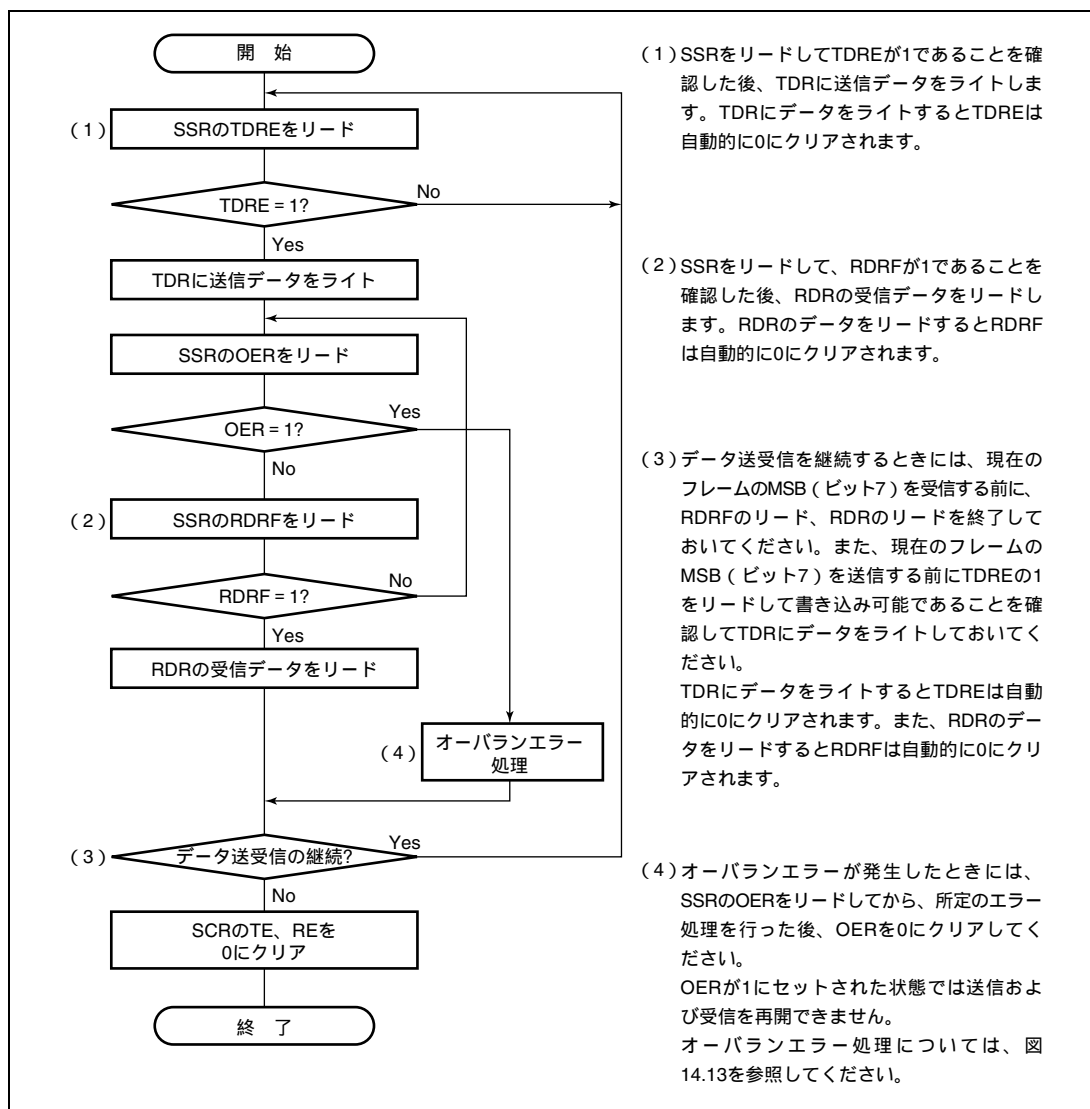 開 始
(1)
SSRのTDREをリード
TDRE = 1?
No
Yes
TDRに送信データをライト
SSRのOERをリード
OER = 1?
Yes
No
(2)
SSRのRDRFをリード
RDRF = 1?
No
Yes
RDRの受信データをリード
(4)
オーバランエラー
処理
(3)
データ送受信の継続?
Yes
No
SCRのTE、REを
0にクリア
終 了
(1)SSRをリードしてTDREが1であることを確
認した後、TDRに送信データをライトしま
す。TDRにデータをライトするとTDREは
自動的に0にクリアされます。
(2)SSRをリードして、RDRFが1であることを
確認した後、RDRの受信データをリードし
ます。RDRのデータをリードするとRDRF
は自動的に0にクリアされます。
(3)データ送受信を継続するときには、現在の
フレームのMSB(ビット7)を受信する前に、
RDRFのリード、RDRのリードを終了して
おいてください。また、現在のフレームの
MSB(ビット7)を送信する前にTDREの1
をリードして書き込み可能であることを確
認してTDRにデータをライトしておいてく
ださい。
TDRにデータをライトするとTDREは自動
的に0にクリアされます。また、RDRのデー
タをリードするとRDRFは自動的に0にクリ
アされます。
(4)オーバランエラーが発生したときには、
SSRのOERをリードしてから、所定のエラー
処理を行った後、OERを0にクリアしてく
ださい。
OERが1にセットされた状態では送信およ
び受信を再開できません。
オーバランエラー処理については、図
14.13を参照してください。